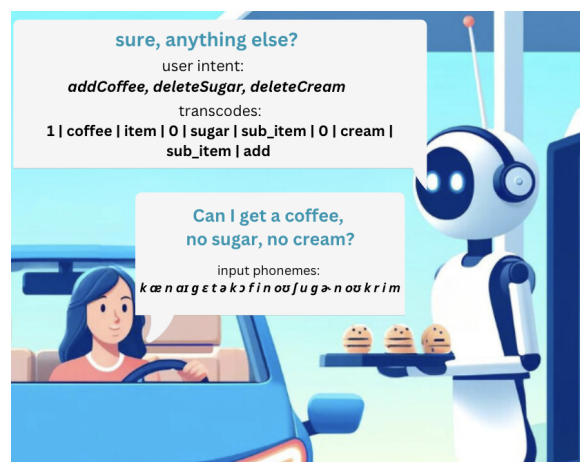 sure, anything else?
user intent:
addCoffee, deleteSugar, deleteCream
transcodes:
1 | coffee | item | 0 | sugar | sub_item | 0 | cream |
sub_item | add
Can I get a coffee,
no sugar, no cream?
input phonemes:
k æ n aɪ g ɛ t ə k ɔ f i n oʊ ʃ u g ɚ n oʊ k r i m